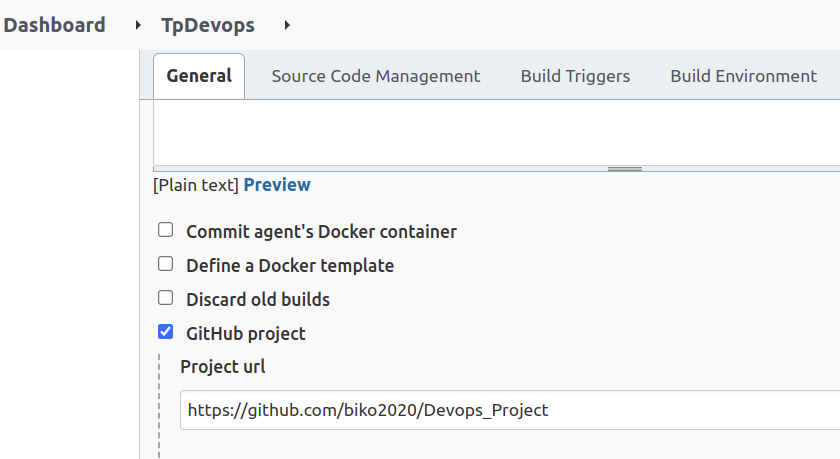 Dashboard TpDevops
General Source Code Management Build Triggers Build Environment
[Plain text] Preview
Commit agent's Docker container
Define a Docker template
Discard old builds
GitHub project
Project url
https://github.com/biko2020/Devops_Project